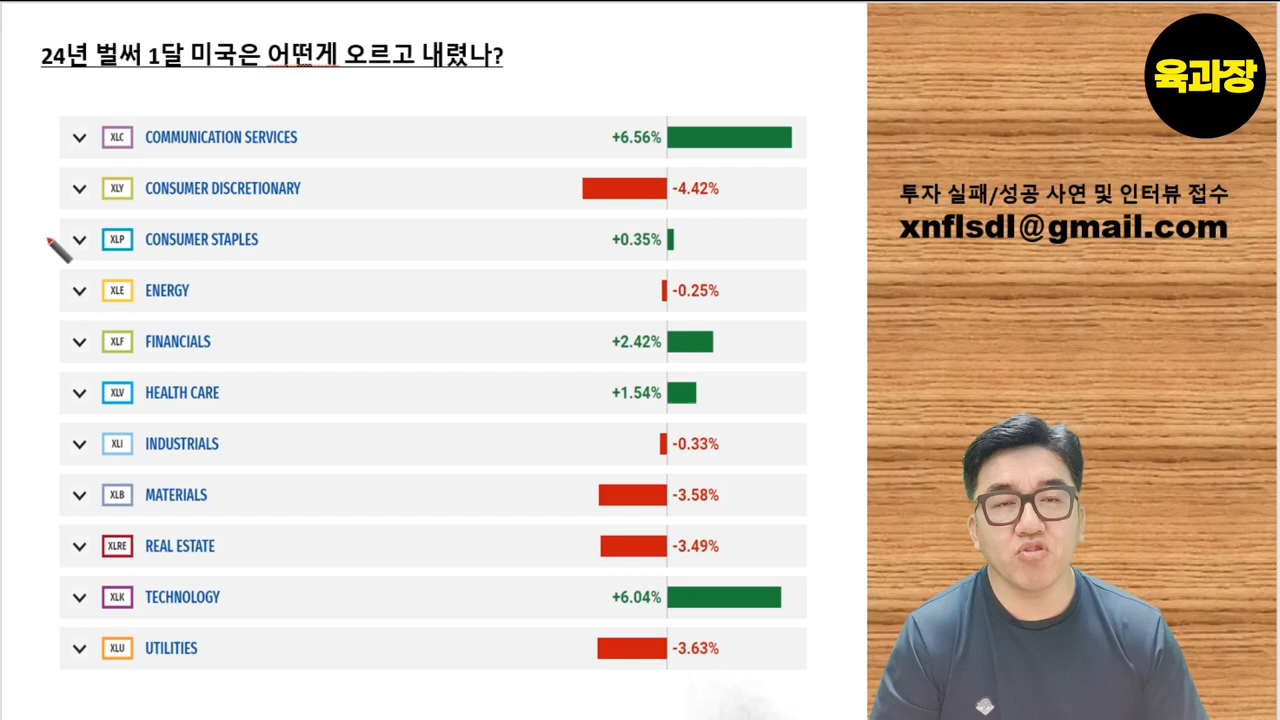 24년 벌써 1달 미국은 어떤게 오르고 내렸나?
XLC COMMUNICATION SERVICES +6.56%
XLY CONSUMER DISCRETIONARY -4.42%
XLP CONSUMER STAPLES +0.35%
XLE ENERGY -0.25%
XLF FINANCIALS +2.42%
XLV HEALTH CARE +1.54%
XLI INDUSTRIALS -0.33%
XLB MATERIALS -3.58%
XLRE REAL ESTATE -3.49%
XLK TECHNOLOGY +6.04%
XLU UTILITIES -3.63%
육과장
투자 실패/성공 사연 및 인터뷰 접수
xnflsdl@gmail.com